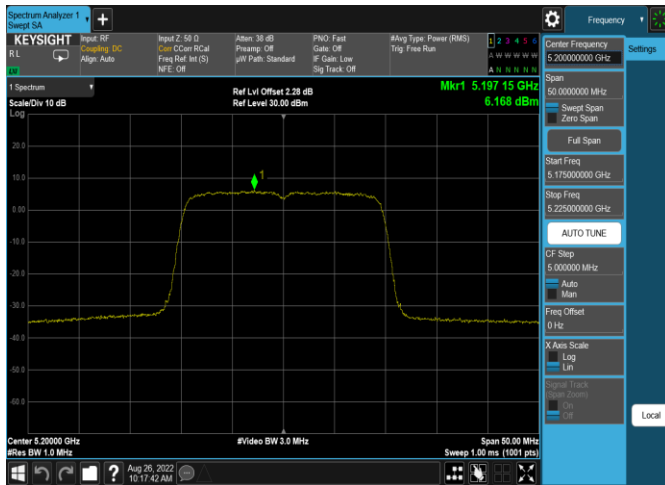 Spectrum Analyzer 1
Swept SA
+
Frequency
KEYSIGHT
RL
LV
Input: RF
Coupling: DC
Align: Auto
Input Z: 50 Ω
Corr CCorr RCal
Freq Ref: Int (S)
NFE: Off
Atten: 38 dB
Preamp: Off
µW Path: Standard
PNO: Fast
Gate: Off
IF Gain: Low
Sig Track: Off
#Avg Type: Power (RMS)
Trig: Free Run
1 2 3 4 5 6
A W W W W W
A N N N N N
1 Spectrum
Scale/Div 10 dB
Log
Ref Lvl Offset 2.28 dB
Ref Level 30.00 dBm
Mkr1 5.197 15 GHz
6.168 dBm
1
20.0
10.0
0.00
-10.0
-20.0
-30.0
-40.0
-50.0
-60.0
Center 5.20000 GHz
#Res BW 1.0 MHz
#Video BW 3.0 MHz
Span 50.00 MHz
Sweep 1.00 ms (1001 pts)
Aug 26, 2022
10:17:42 AM
?
Center Frequency
5.200000000 GHz
Span
50.0000000 MHz
Swept Span
Zero Span
Full Span
Start Freq
5.175000000 GHz
Stop Freq
5.225000000 GHz
AUTO TUNE
CF Step
5.000000 MHz
Auto
Man
Freq Offset
0 Hz
X Axis Scale
Log
Lin
Signal Track
(Span Zoom)
On
Off
Settings
Local